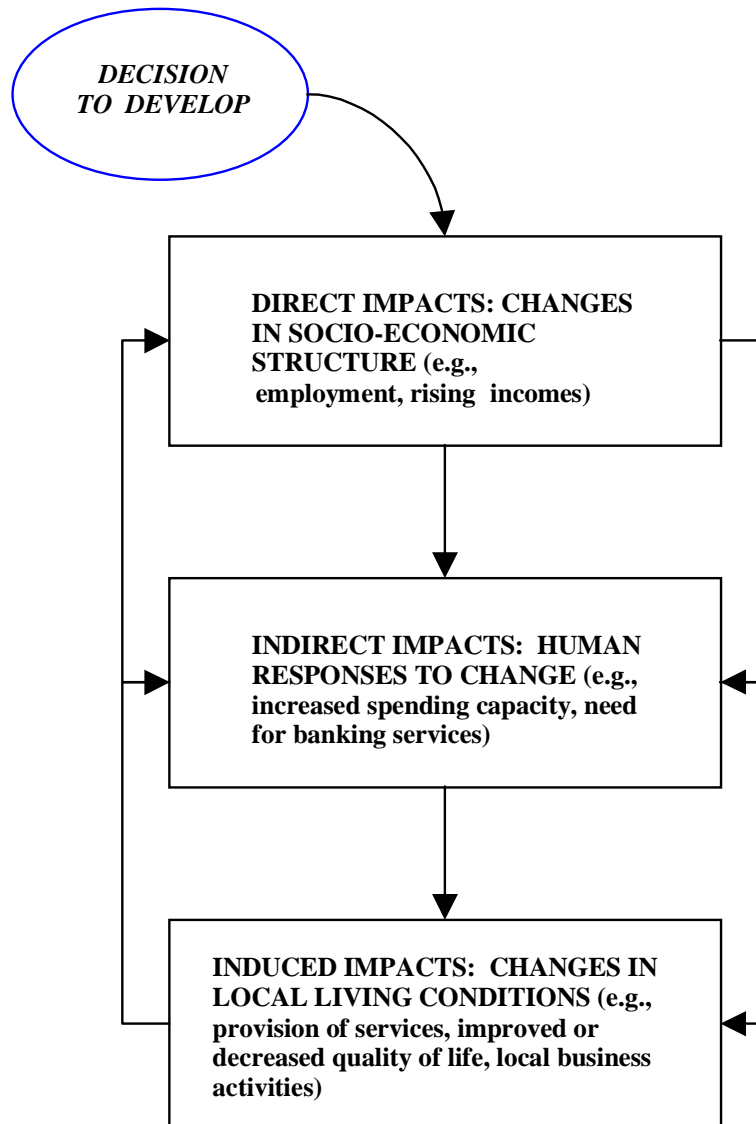 DECISION
TO DEVELOP
DIRECT IMPACTS: CHANGES
IN SOCIO-ECONOMIC
STRUCTURE (e.g.,
employment, rising incomes)
INDIRECT IMPACTS: HUMAN
RESPONSES TO CHANGE (e.g.,
increased spending capacity, need
for banking services)
INDUCED IMPACTS: CHANGES IN
LOCAL LIVING CONDITIONS (e.g.,
provision of services, improved or
decreased quality of life, local business
activities)